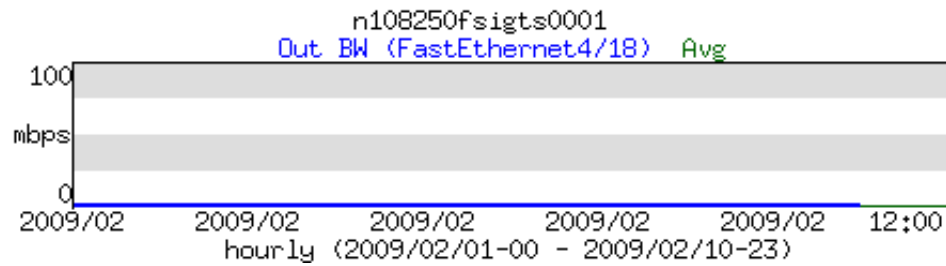 n108250fsigts0001
Out BW (FastEthernet4/18) Avg
100
mbps
0
2009/02 2009/02 2009/02 2009/02 2009/02 12:00
hourly (2009/02/01-00 - 2009/02/10-23)